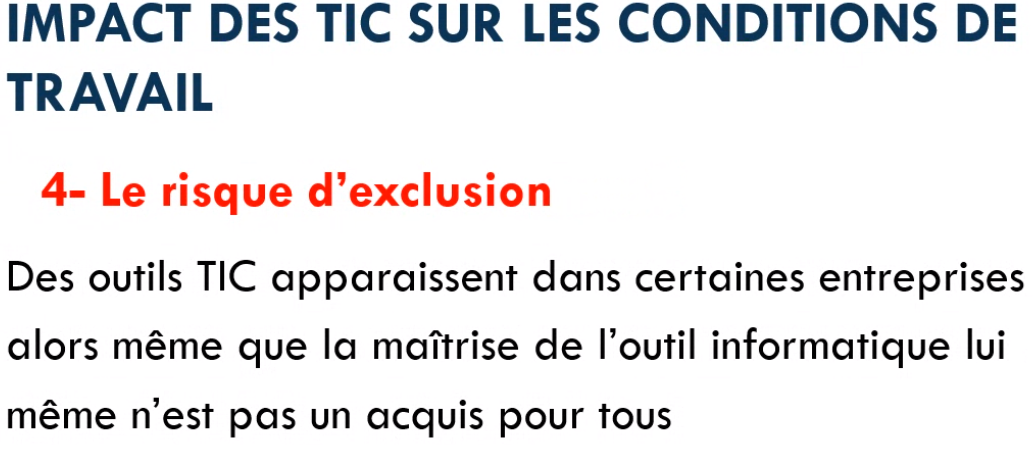 IMPACT DES TIC SUR LES CONDITIONS DE
TRAVAIL
4- Le risque d’exclusion
Des outils TIC apparaissent dans certaines entreprises
alors même que la maîtrise de l’outil informatique lui
même n’est pas un acquis pour tous